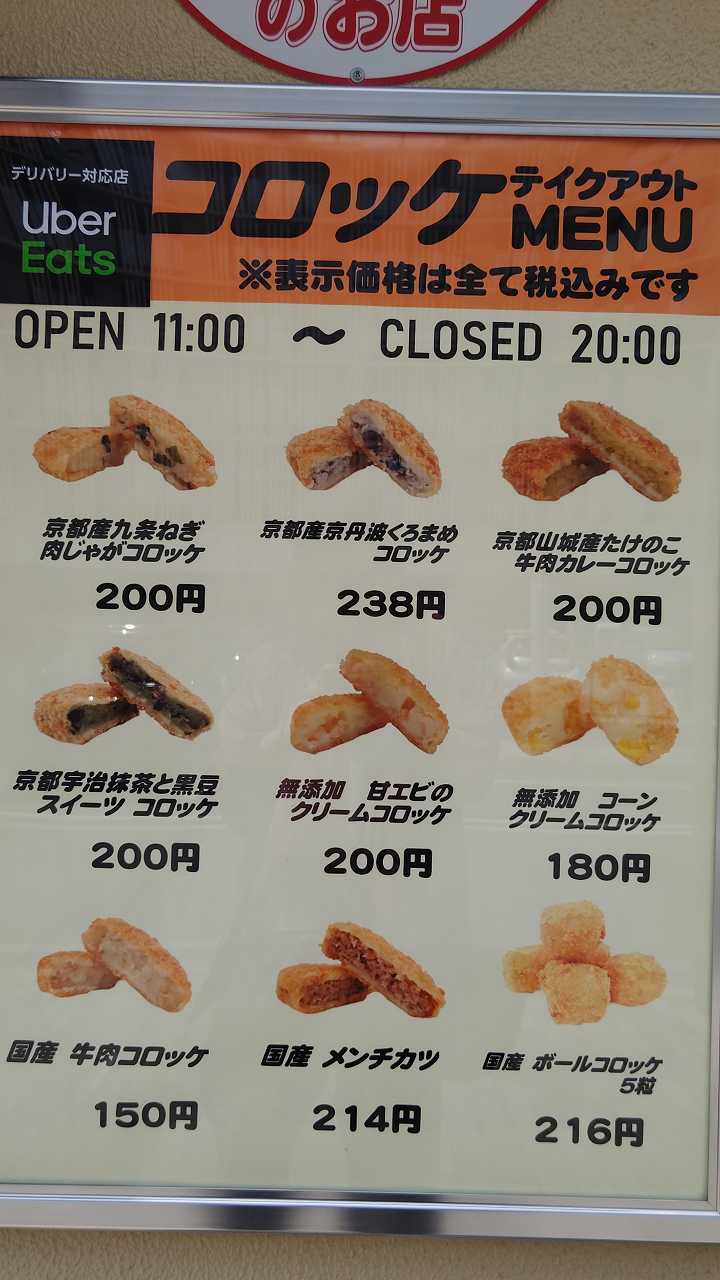 のお店
デリバリー対応店
Uber
Eats
コロッケ テイクアウト
MENU
※表示価格は全て税込みです
OPEN 11:00 ～ CLOSED 20:00
京都産九条ねぎ
肉じゃがコロッケ
200円
京都産京丹波くろまめ
コロッケ
238円
京都山城産たけのこ
牛肉カレーコロッケ
200円
京都宇治抹茶と黒豆
スイーツ コロッケ
200円
無添加 甘エビの
クリームコロッケ
200円
無添加 コーン
クリームコロッケ
180円
国産 牛肉コロッケ
150円
国産 メンチカツ
214円
国産 ボールコロッケ
5粒
216円